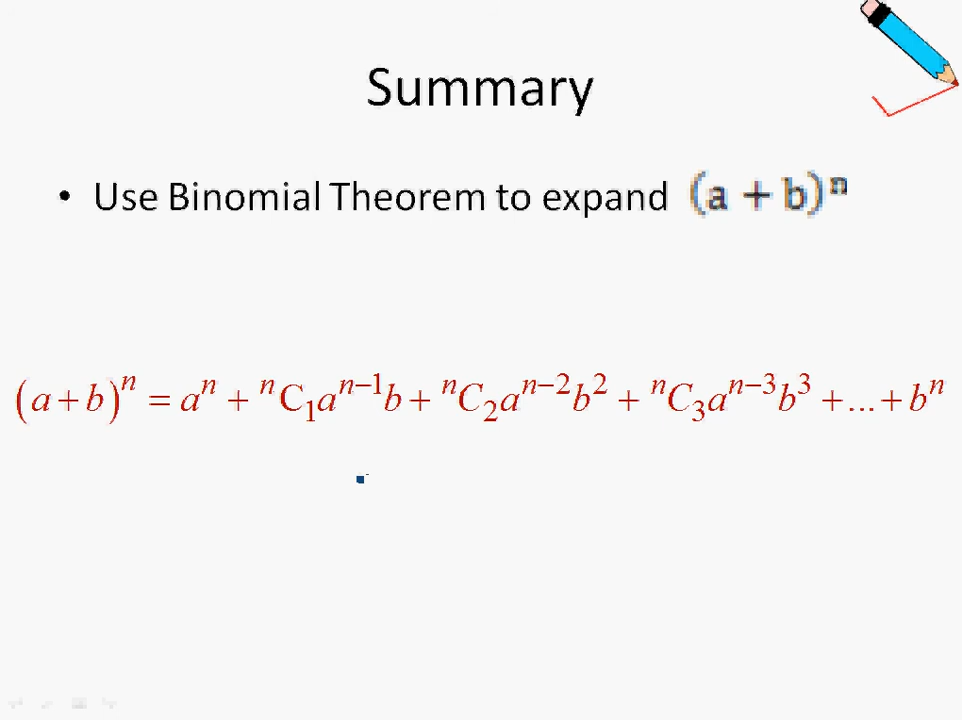 Summary
• Use Binomial Theorem to expand (a + b)ⁿ
(a+b)ⁿ = aⁿ + ⁿC₁aⁿ⁻¹b + ⁿC₂aⁿ⁻²b² + ⁿC₃aⁿ⁻³b³ +...+ bⁿ